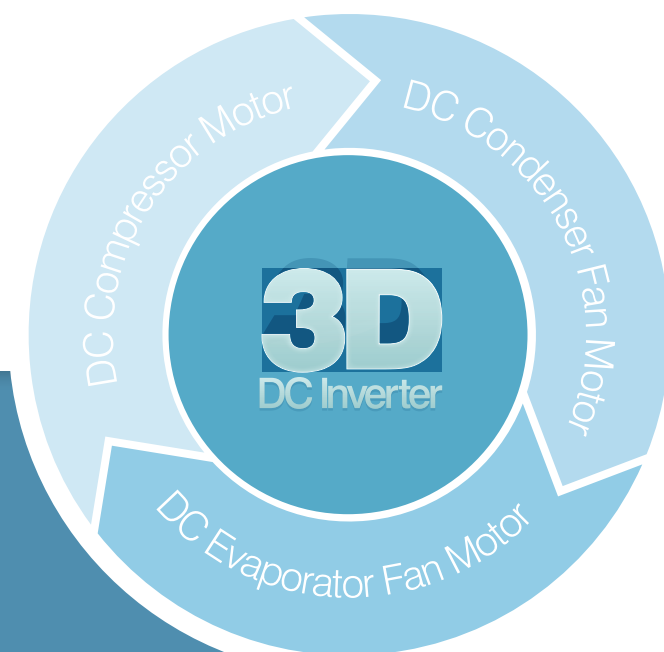 DC Compressor Motor
DC Condenser Fan Motor
3D
DC Inverter
DC Evaporator Fan Motor